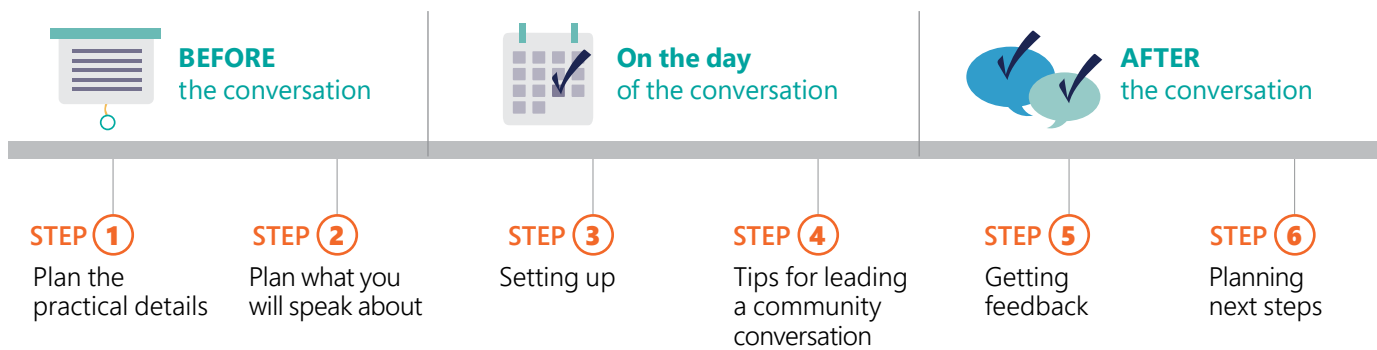 BEFORE
the conversation
On the day
of the conversation
AFTER
the conversation
STEP 1
Plan the
practical details
STEP 2
Plan what you
will speak about
STEP 3
Setting up
STEP 4
Tips for leading
a community
conversation
STEP 5
Getting
feedback
STEP 6
Planning
next steps